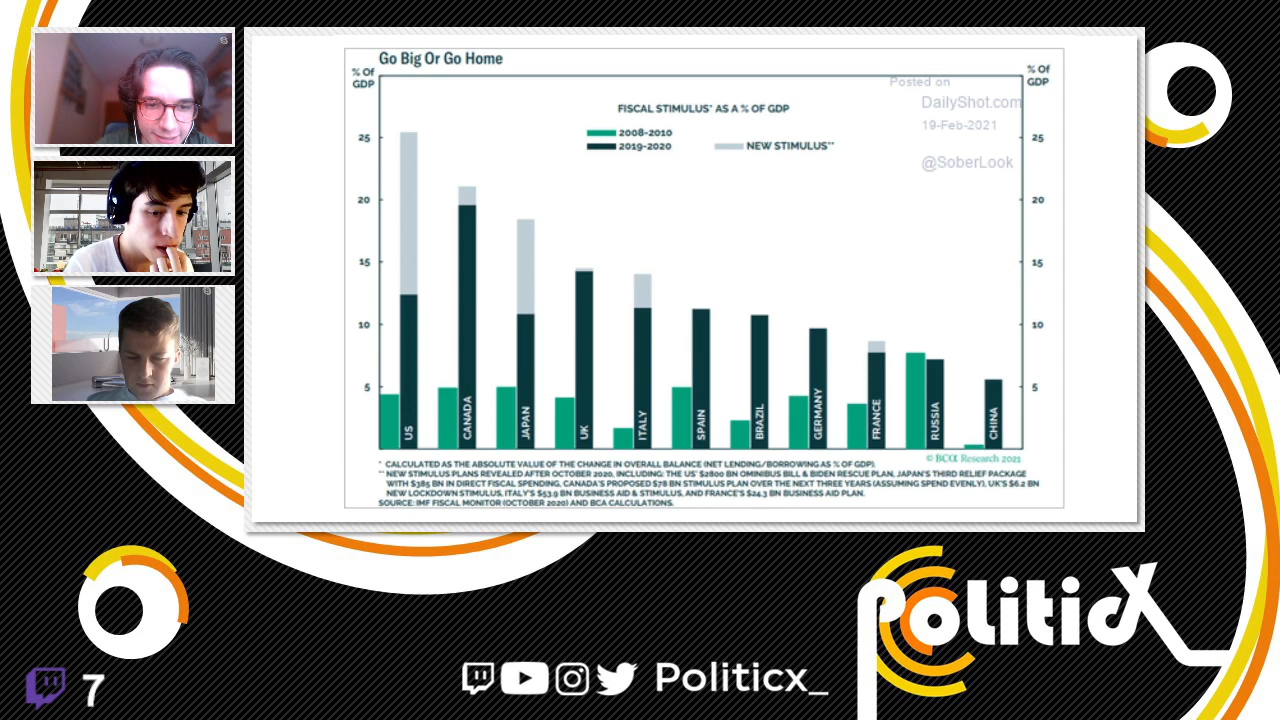 Go Big Or Go Home
% Of
GDP
% Of
GDP
Posted on
DailyShot.com
19-Feb-2021
@SoberLook
FISCAL STIMULUS* AS A % OF GDP
2008-2010
2019-2020
NEW STIMULUS**
25
25
20
20
15
15
10
10
5
5
US
CANADA
JAPAN
UK
ITALY
SPAIN
BRAZIL
GERMANY
FRANCE
RUSSIA
CHINA
© BCα Research 2021
* CALCULATED AS THE ABSOLUTE VALUE OF THE CHANGE IN OVERALL BALANCE (NET LENDING/BORROWING AS % OF GDP).
** NEW STIMULUS PLANS REVEALED AFTER OCTOBER 2020, INCLUDING: THE US' $2800 BN OMINIBUS BILL & BIDEN RESCUE PLAN, JAPAN'S THIRD RELIEF PACKAGE
WITH $385 BN IN DIRECT FISCAL SPENDING, CANADA'S PROPOSED $78 BN STIMULUS PLAN OVER THE NEXT THREE YEARS (ASSUMING SPEND EVENLY), UK'S $6.2 BN
NEW LOCKDOWN STIMULUS, ITALY'S $53.9 BN BUSINESS AID & STIMULUS, AND FRANCE'S $24.3 BN BUSINESS AID PLAN.
SOURCE: IMF FISCAL MONITOR (OCTOBER 2020) AND BCA CALCULATIONS.
PoliticX
7
Politicx_